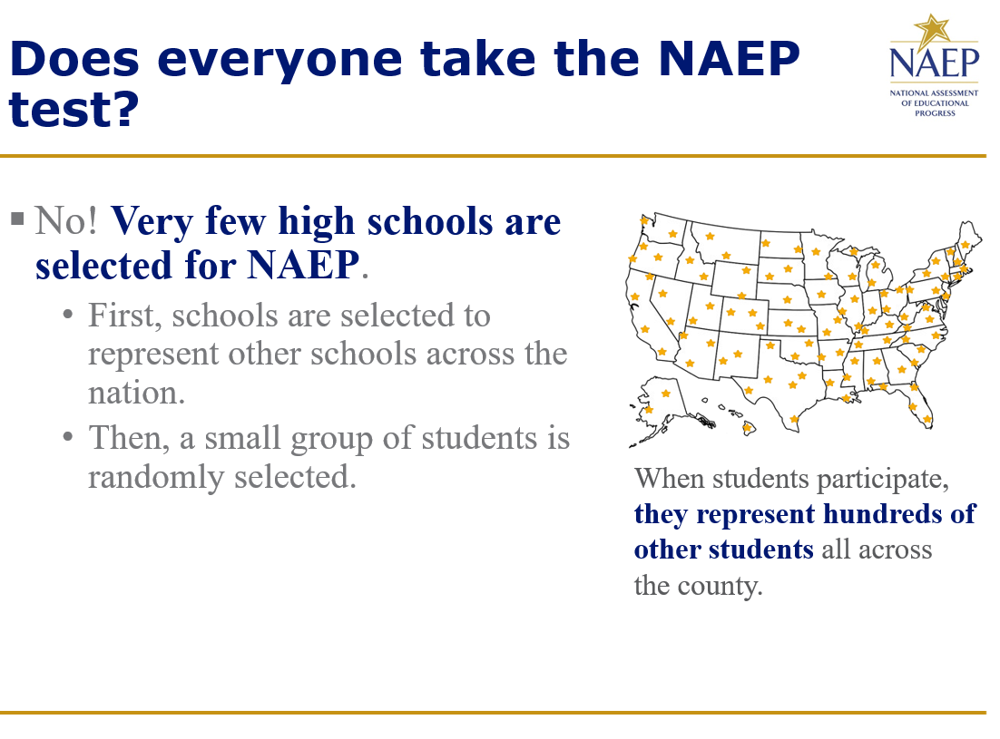 Does everyone take the NAEP
test?
NAEP
NATIONAL ASSESSMENT
OF EDUCATIONAL
PROGRESS
▪ No! Very few high schools are
selected for NAEP.
• First, schools are selected to
represent other schools across the
nation.
• Then, a small group of students is
randomly selected.
When students participate,
they represent hundreds of
other students all across
the county.